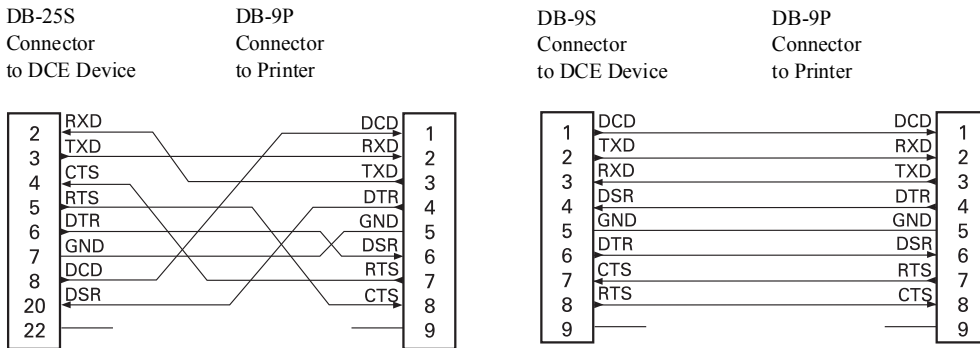 DB-25S
Connector
to DCE Device
DB-9P
Connector
to Printer
2 RXD DCD 1
3 TXD RXD 2
4 CTS TXD 3
5 RTS DTR 4
6 DTR GND 5
7 GND DSR 6
8 DCD RTS 7
20 DSR CTS 8
22 9
DB-9S
Connector
to DCE Device
DB-9P
Connector
to Printer
1 DCD DCD 1
2 TXD RXD 2
3 RXD TXD 3
4 DSR DTR 4
5 GND GND 5
6 DTR DSR 6
7 CTS RTS 7
8 RTS CTS 8
9 9